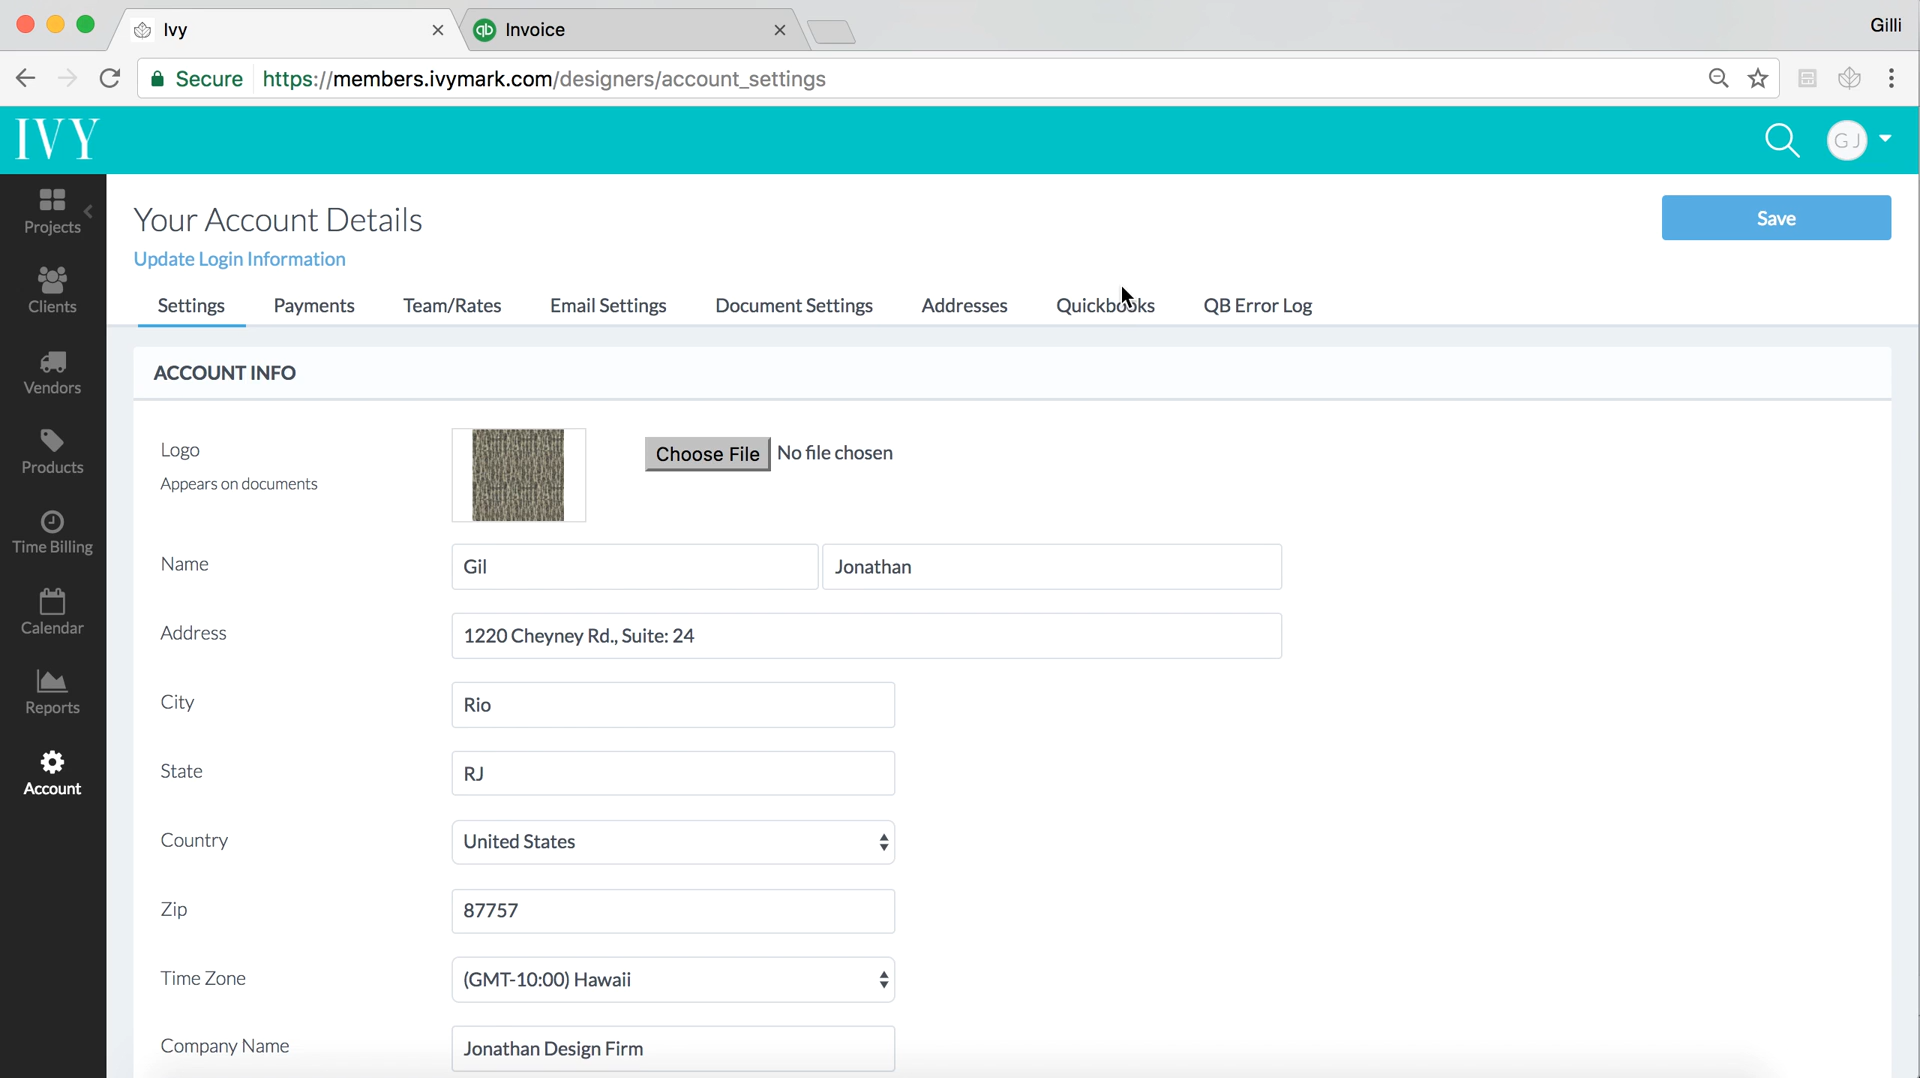 Ivy
Invoice
Gilli
Secure
https://members.ivymark.com/designers/account_settings
IVY
GJ
Projects
Clients
Vendors
Products
Time Billing
Calendar
Reports
Account
Your Account Details
Save
Update Login Information
Settings
Payments
Team/Rates
Email Settings
Document Settings
Addresses
Quickbooks
QB Error Log
ACCOUNT INFO
Logo
Appears on documents
Choose File
No file chosen
Name
Gil
Jonathan
Address
1220 Cheyney Rd., Suite: 24
City
Rio
State
RJ
Country
United States
Zip
87757
Time Zone
(GMT-10:00) Hawaii
Company Name
Jonathan Design Firm